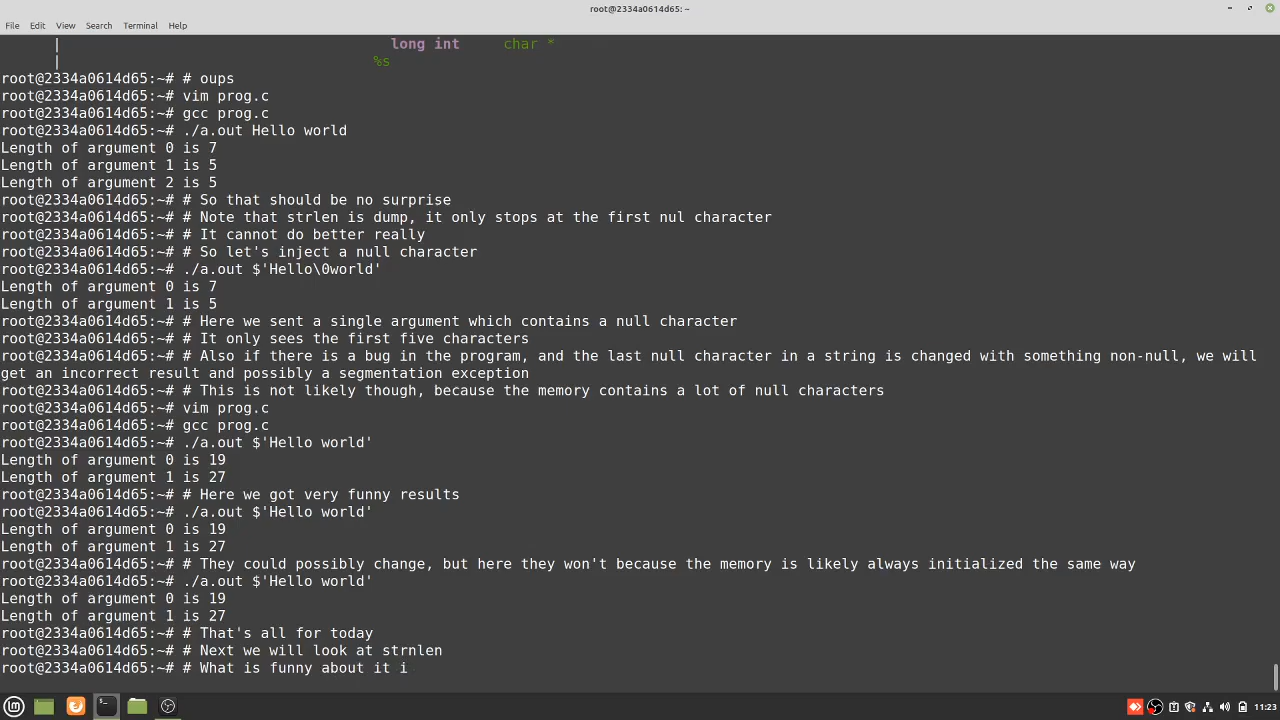 root@2334a0614d65: ~
File Edit View Search Terminal Help
| long int char *
| %s
root@2334a0614d65:~# # oups
root@2334a0614d65:~# vim prog.c
root@2334a0614d65:~# gcc prog.c
root@2334a0614d65:~# ./a.out Hello world
Length of argument 0 is 7
Length of argument 1 is 5
Length of argument 2 is 5
root@2334a0614d65:~# # So that should be no surprise
root@2334a0614d65:~# # Note that strlen is dump, it only stops at the first nul character
root@2334a0614d65:~# # It cannot do better really
root@2334a0614d65:~# # So let's inject a null character
root@2334a0614d65:~# ./a.out $'Hello\0world'
Length of argument 0 is 7
Length of argument 1 is 5
root@2334a0614d65:~# # Here we sent a single argument which contains a null character
root@2334a0614d65:~# # It only sees the first five characters
root@2334a0614d65:~# # Also if there is a bug in the program, and the last null character in a string is changed with something non-null, we will
get an incorrect result and possibly a segmentation exception
root@2334a0614d65:~# # This is not likely though, because the memory contains a lot of null characters
root@2334a0614d65:~# vim prog.c
root@2334a0614d65:~# gcc prog.c
root@2334a0614d65:~# ./a.out $'Hello world'
Length of argument 0 is 19
Length of argument 1 is 27
root@2334a0614d65:~# # Here we got very funny results
root@2334a0614d65:~# ./a.out $'Hello world'
Length of argument 0 is 19
Length of argument 1 is 27
root@2334a0614d65:~# # They could possibly change, but here they won't because the memory is likely always initialized the same way
root@2334a0614d65:~# ./a.out $'Hello world'
Length of argument 0 is 19
Length of argument 1 is 27
root@2334a0614d65:~# # That's all for today
root@2334a0614d65:~# # Next we will look at strnlen
root@2334a0614d65:~# # What is funny about it i
11:23